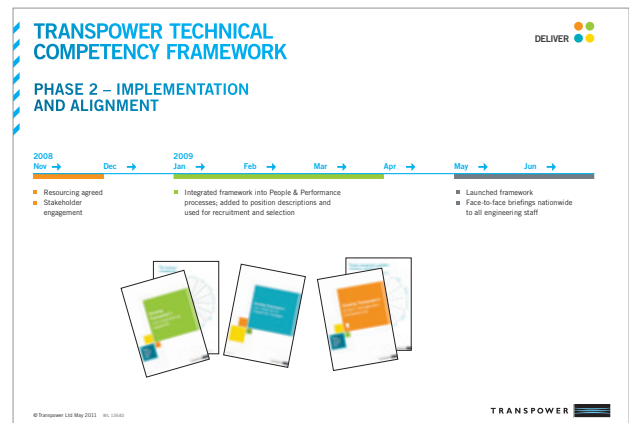 TRANSPOWER TECHNICAL
COMPETENCY FRAMEWORK
DELIVER
PHASE 2 – IMPLEMENTATION
AND ALIGNMENT
2008 2009
Nov Dec Jan Feb Mar Apr May Jun
Resourcing agreed
Stakeholder
engagement
Integrated framework into People & Performance
processes; added to position descriptions and
used for recruitment and selection
Launched framework
Face-to-face briefings nationwide
to all engineering staff
© Transpower Ltd May 2011
TRANSPOWER